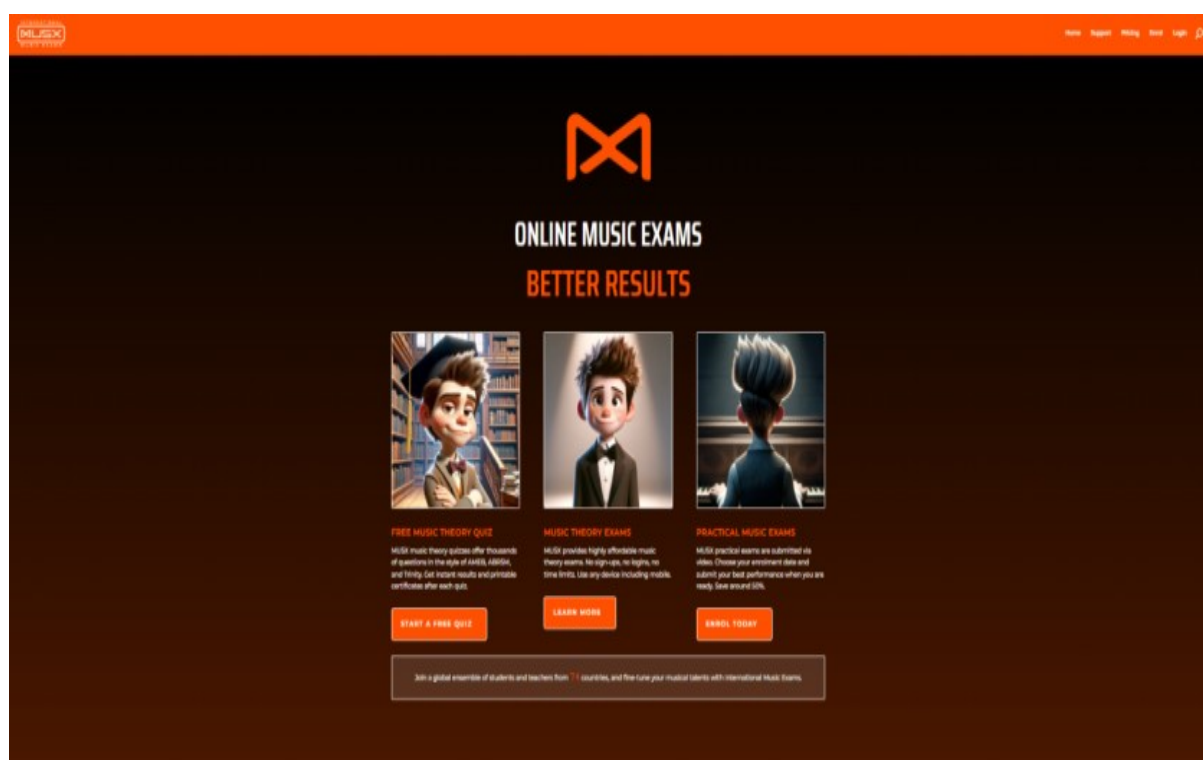 INTERNATIONAL
MUSX
MUSIC EXAMS
Home Support Pricing Enrol Login
ONLINE MUSIC EXAMS
BETTER RESULTS
FREE MUSIC THEORY QUIZ
MUSX music theory quizzes offer thousands
of questions in the style of AMEB, ABRSM,
and Trinity. Get instant results and printable
certificates after each quiz.
START A FREE QUIZ
MUSIC THEORY EXAMS
MUSX provides highly affordable music
theory exams. No sign-ups, no logins, no
time limits. Use any device including mobile.
LEARN MORE
PRACTICAL MUSIC EXAMS
MUSX practical exams are submitted via
video. Choose your enrolment date and
submit your best performance when you are
ready. Save around 50%.
ENROL TODAY
Join a global ensemble of students and teachers from 74 countries, and fine-tune your musical talents with International Music Exams.